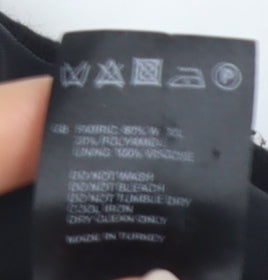 GB FABRIC 80%
20%POLYAMIDE
LINING 100% VISCOSE
DO NOT WASH
DO NOT BLEACH
DO NOT TUMBLE DRY
COOL IRON
DRY CLEAN ONLY
MADE IN TURKEY